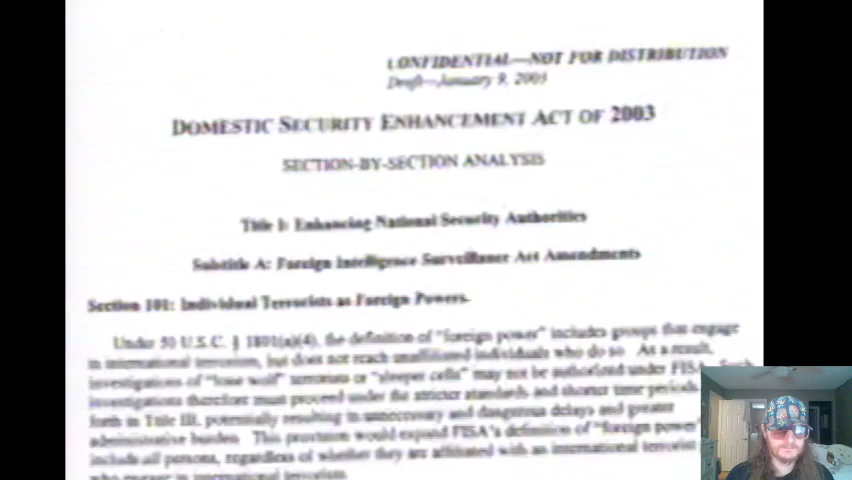 CONFIDENTIAL—NOT FOR DISTRIBUTION
Draft—January 9, 2003
DOMESTIC SECURITY ENHANCEMENT ACT OF 2003
SECTION-BY-SECTION ANALYSIS
Title I: Enhancing National Security Authorities
Subtitle A: Foreign Intelligence Surveillance Act Amendments
Section 101: Individual Terrorists as Foreign Powers.
Under 50 U.S.C. § 1801(a)(4), the definition of "foreign power" includes groups that engage
in international terrorism, but does not reach unaffiliated individuals who do so. As a result,
investigations of "lone wolf" terrorists or "sleeper cells" may not be authorized under FISA. Such
investigations therefore must proceed under the stricter standards and shorter time periods
forth in Title III, potentially resulting in unnecessary and dangerous delays and greater
administrative burden. This provision would expand FISA's definition of "foreign power"
include all persons, regardless of whether they are affiliated with an international terrorist
who engage in international terrorism.